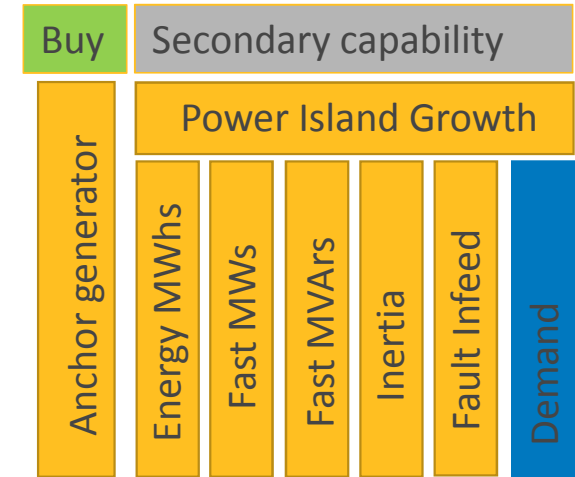 Buy
Secondary capability
Power Island Growth
Anchor generator
Energy MWhs
Fast MWs
Fast MVArs
Inertia
Fault Infeed
Demand